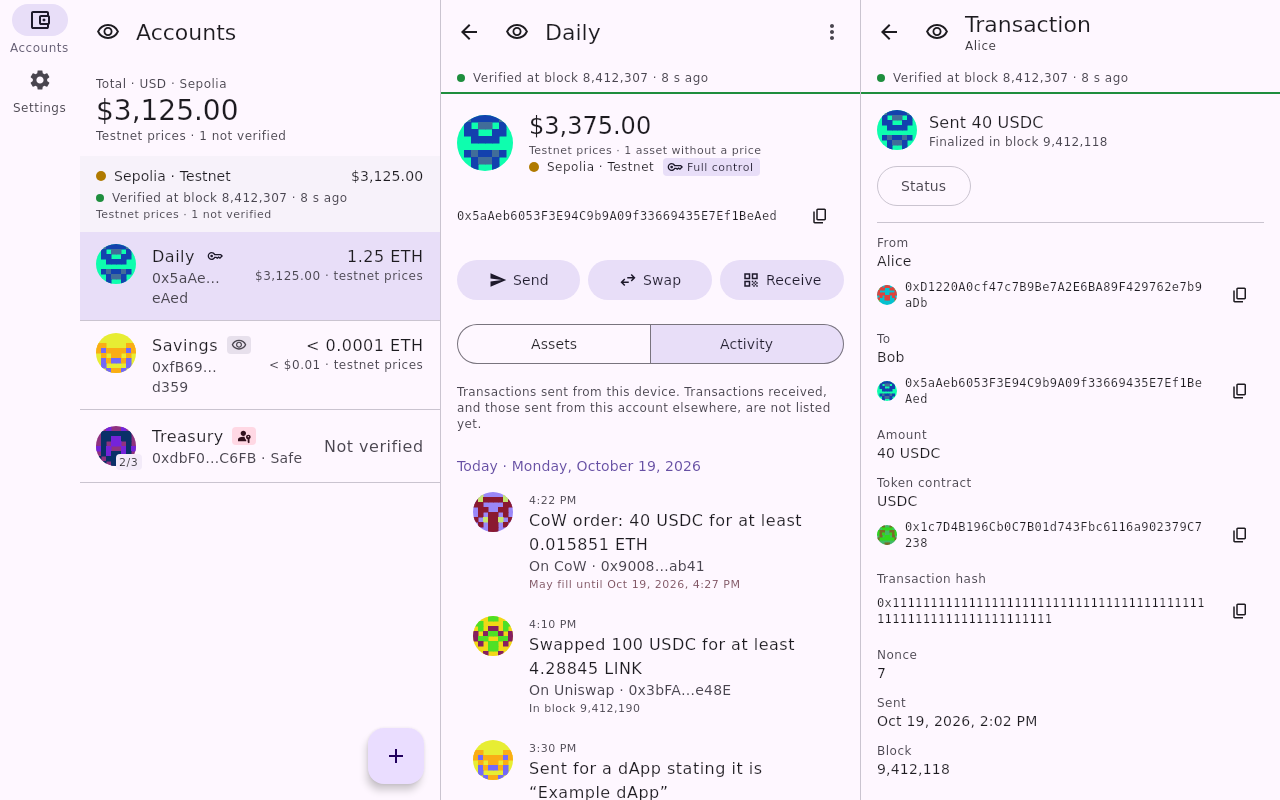 Accounts
Settings
Accounts
Total · USD · Sepolia
$3,125.00
Testnet prices · 1 not verified
Sepolia · Testnet
$3,125.00
Verified at block 8,412,307 · 8 s ago
Testnet prices · 1 not verified
Daily
1.25 ETH
0x5aAe…
eAed
$3,125.00 · testnet prices
Savings
< 0.0001 ETH
0xfB69…
d359
< $0.01 · testnet prices
Treasury
0xdbF0…C6FB · Safe
Not verified
2/3
Daily
Verified at block 8,412,307 · 8 s ago
$3,375.00
Testnet prices · 1 asset without a price
Sepolia · Testnet
Full control
0x5aAeb6053F3E94C9b9A09f33669435E7Ef1BeAed
Send
Swap
Receive
Assets
Activity
Transactions sent from this device. Transactions received,
and those sent from this account elsewhere, are not listed
yet.
Today · Monday, October 19, 2026
4:22 PM
CoW order: 40 USDC for at least
0.015851 ETH
On CoW · 0x9008…ab41
May fill until Oct 19, 2026, 4:27 PM
4:10 PM
Swapped 100 USDC for at least
4.28845 LINK
On Uniswap · 0x3bFA…e48E
In block 9,412,190
3:30 PM
Sent for a dApp stating it is
“Example dApp”
Transaction
Alice
Verified at block 8,412,307 · 8 s ago
Sent 40 USDC
Finalized in block 9,412,118
Status
From
Alice
0xD1220A0cf47c7B9Be7A2E6BA89F429762e7b9
aDb
To
Bob
0x5aAeb6053F3E94C9b9A09f33669435E7Ef1Be
Aed
Amount
40 USDC
Token contract
USDC
0x1c7D4B196Cb0C7B01d743Fbc6116a902379C7
238
Transaction hash
0x11111111111111111111111111111111111111111
11111111111111111111111
Nonce
7
Sent
Oct 19, 2026, 2:02 PM
Block
9,412,118